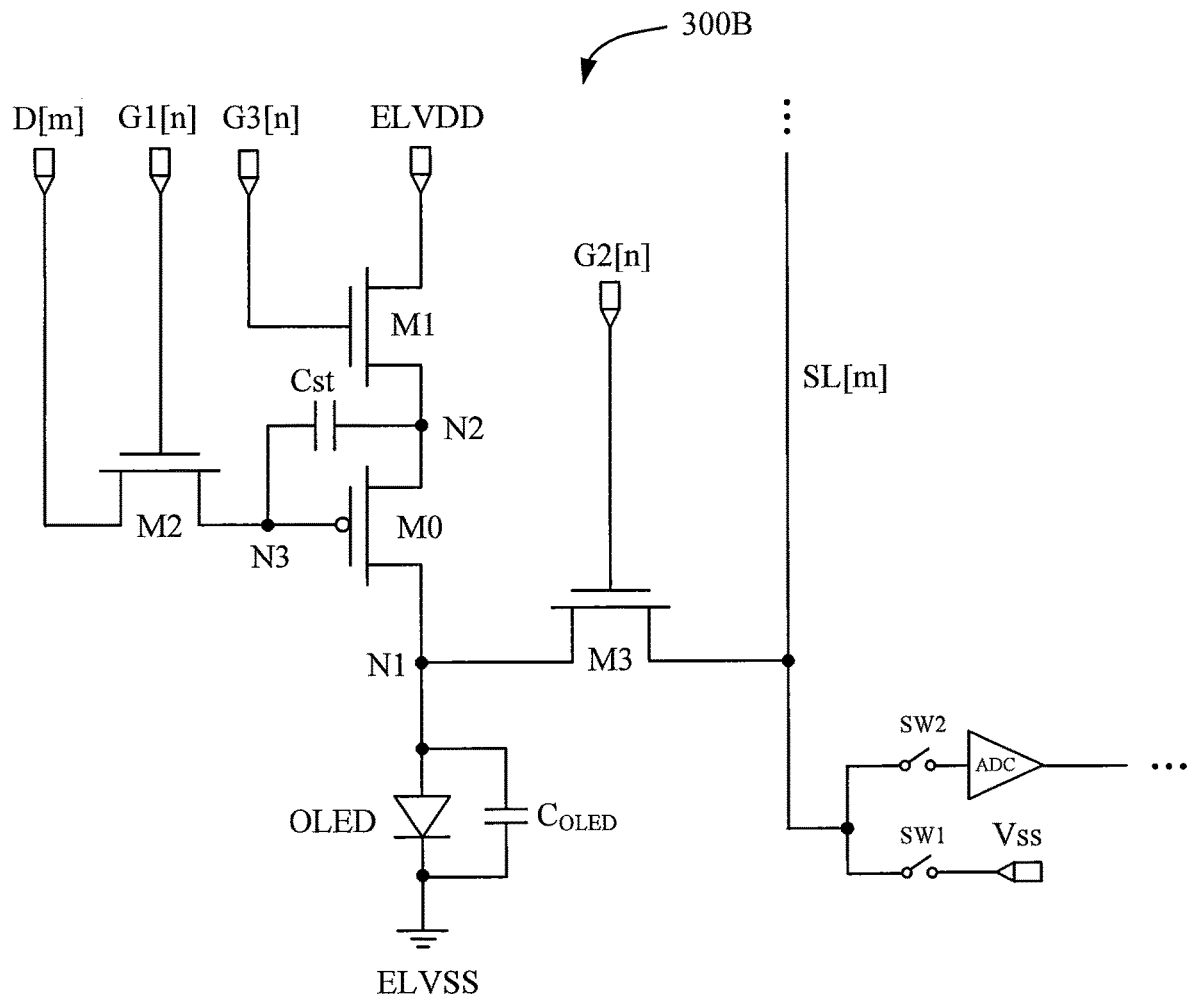 300B
D[m] G1[n] G3[n] ELVDD
G2[n]
M1
SL[m]
Cst
N2
M2
M0
N3
N1
M3
SW2
ADC
...
OLED
COLED
SW1
Vss
ELVSS